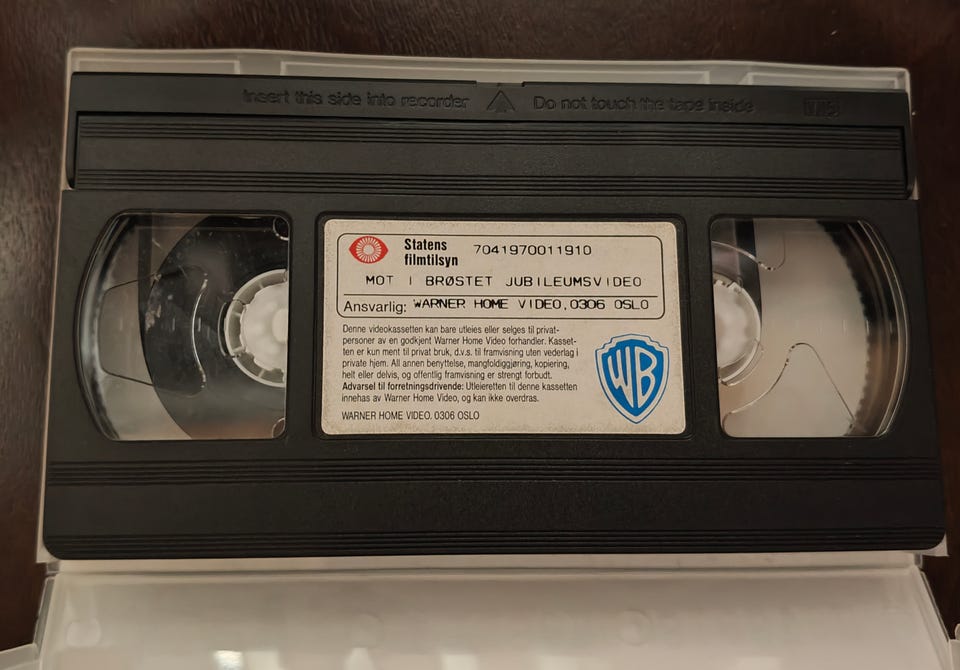 Insert this side into recorder Do not touch the tape inside VHS
Statens
filmtilsyn
7041970011910
MOT I BRØSTET JUBILEUMSVIDEO
Ansvarlig: WARNER HOME VIDEO,0306 OSLO
Denne videokassetten kan bare utleies eller selges til privat-
personer av en godkjent Warner Home Video forhandler. Kasset-
ten er kun ment til privat bruk, d.v.s. til framvisning uten vederlag i
private hjem. All annen benyttelse, mangfoldiggjøring, kopiering,
helt eller delvis, og offentlig framvisning er strengt forbudt.
Advarsel til forretningsdrivende: Utleieretten til denne kassetten
innehas av Warner Home Video, og kan ikke overdras.
WARNER HOME VIDEO. 0306 OSLO
WB